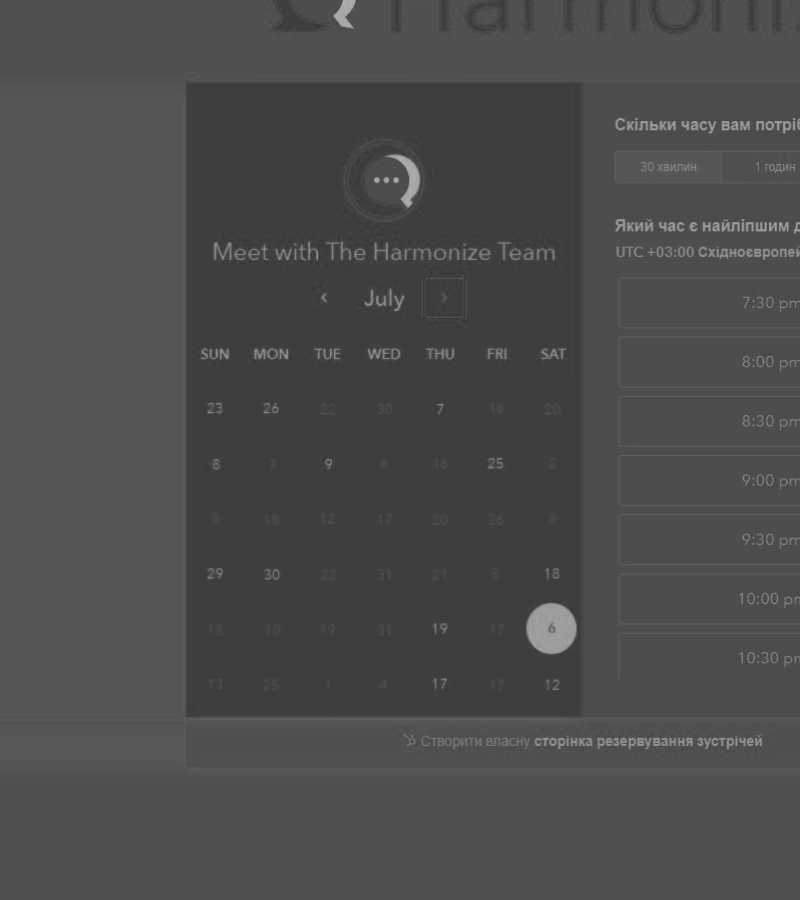 Harmoni
Meet with The Harmonize Team
July
SUN MON TUE WED THU FRI SAT
23 26 22 30 7 16 20
8 3 9 8 16 25 2
8 18 12 17 20 26 8
29 30 22 31 21 5 18
18 10 19 31 19 17 6
13 25 1 4 17 17 12
Скільки часу вам потріб
30 хвилин 1 годин
Який час є найліпшим д
UTC +03:00 Східноєвропей
7:30 pm
8:00 pm
8:30 pm
9:00 pm
9:30 pm
10:00 pm
10:30 pm
Створити власну сторінка резервування зустрічей